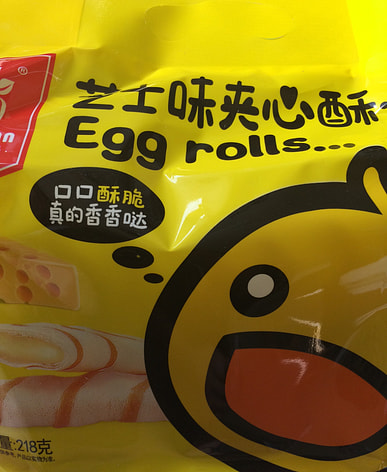 芝士味夹心酥
Egg rolls...
口口酥脆
真的香香哒
量:218克